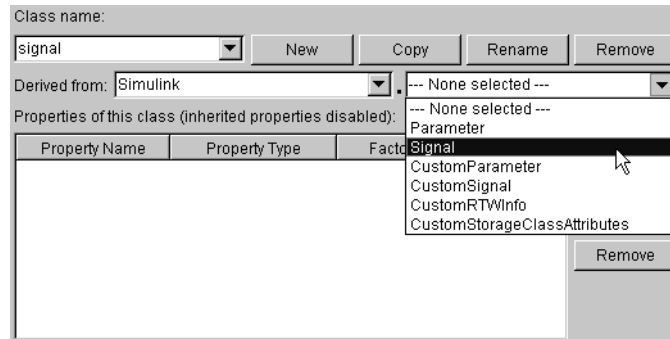 Class name:
signal New Copy Rename Remove
Derived from: Simulink . --- None selected ---
Properties of this class (inherited properties disabled): --- None selected ---
Parameter
Property Name Property Type Facto Signal
CustomParameter
CustomSignal
CustomRTWInfo
CustomStorageClassAttributes
Remove